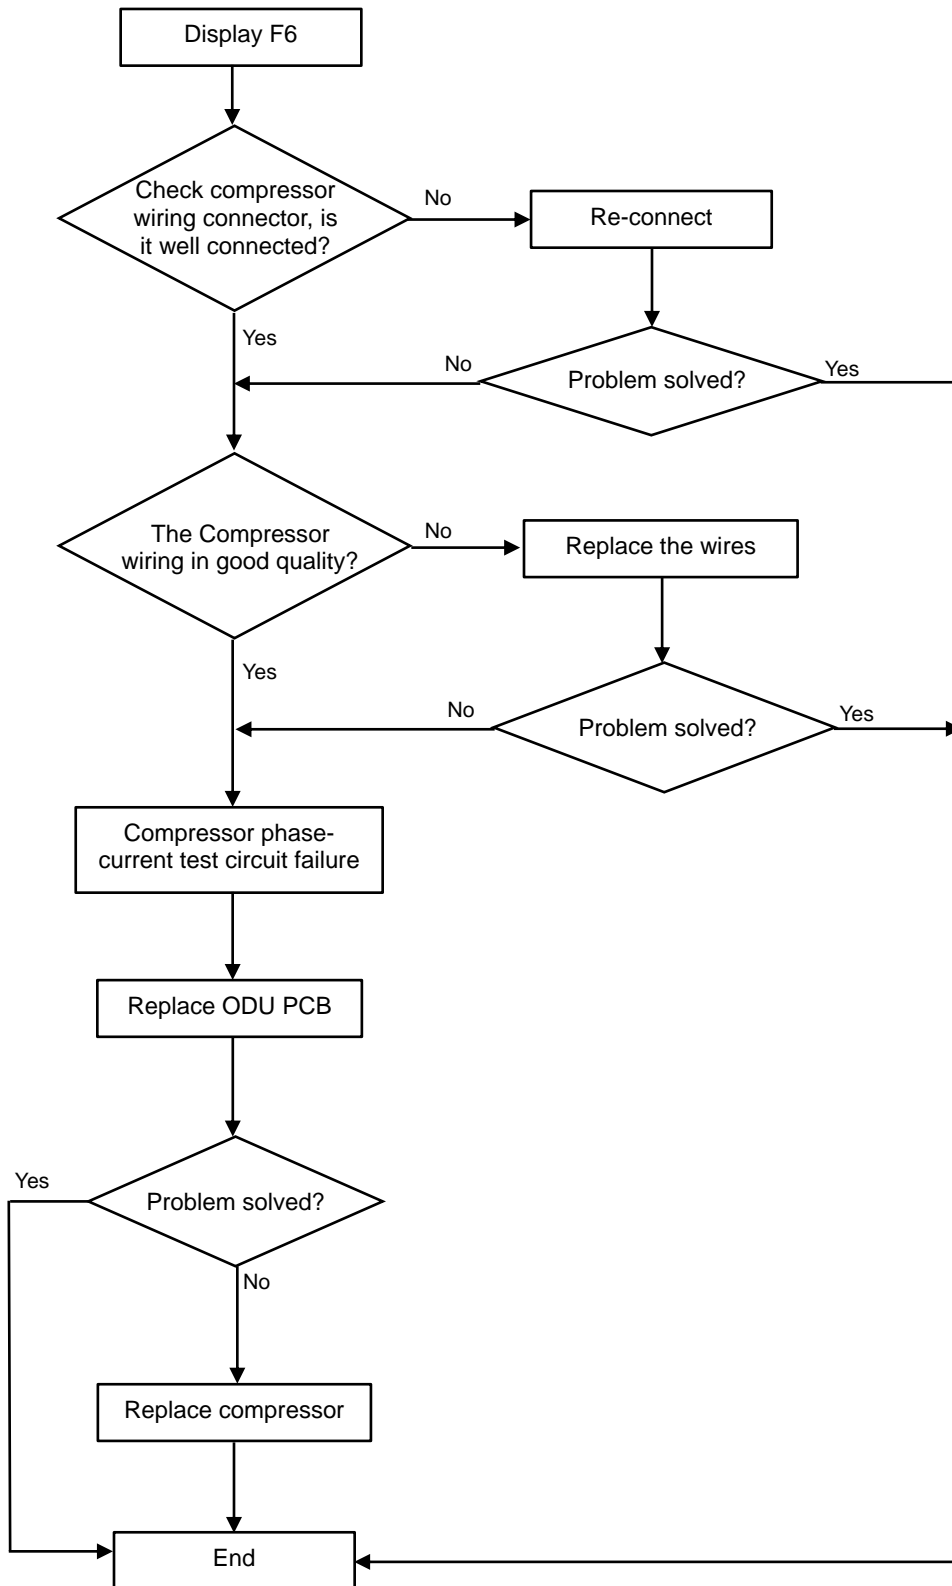 Display F6
Check compressor
wiring connector, is
it well connected?
No
Re-connect
Yes
No
Problem solved?
Yes
The Compressor
wiring in good quality?
No
Replace the wires
Yes
No
Problem solved?
Yes
Compressor phase-
current test circuit failure
Replace ODU PCB
Yes
Problem solved?
No
Replace compressor
End